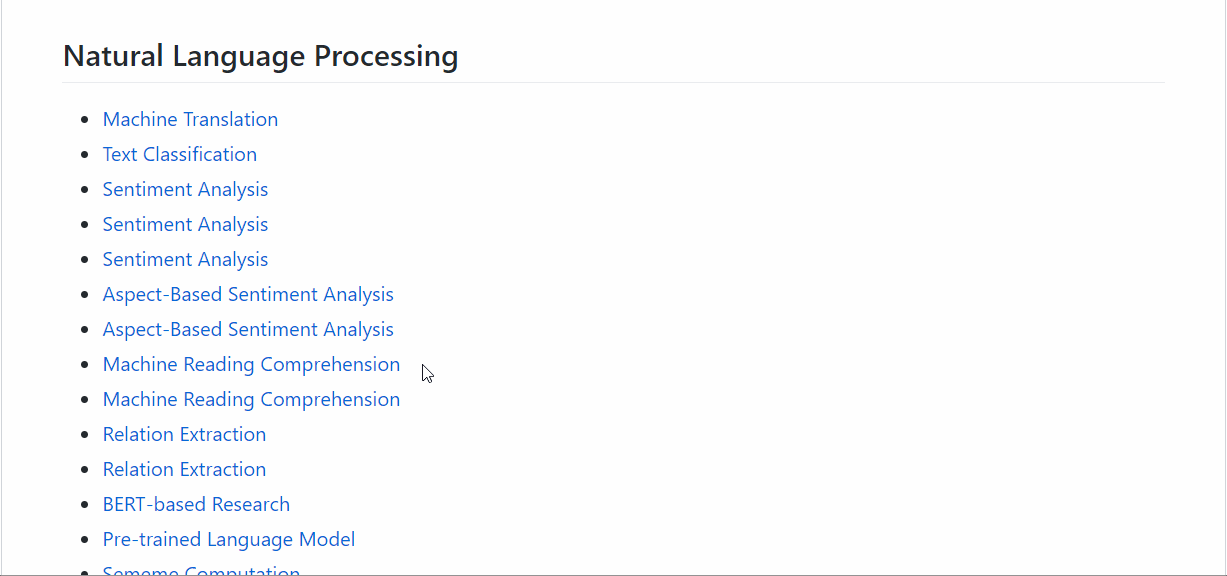 Natural Language Processing
Machine Translation
Text Classification
Sentiment Analysis
Sentiment Analysis
Sentiment Analysis
Aspect-Based Sentiment Analysis
Aspect-Based Sentiment Analysis
Machine Reading Comprehension
Machine Reading Comprehension
Relation Extraction
Relation Extraction
BERT-based Research
Pre-trained Language Model
Sememe Computation